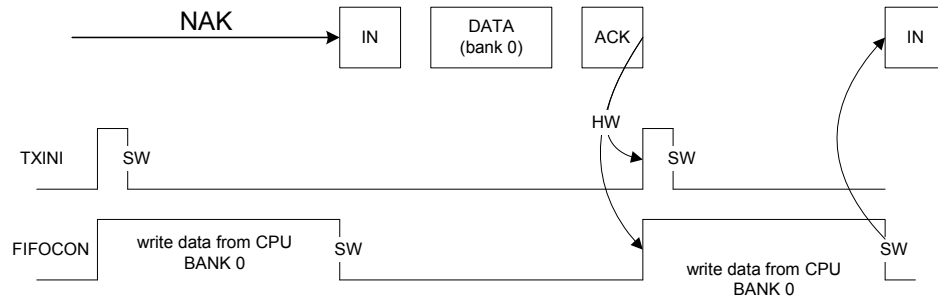 NAK
IN
DATA
(bank 0)
ACK
IN
HW
TXINI
SW
SW
FIFOCON
write data from CPU
BANK 0
SW
write data from CPU
BANK 0
SW